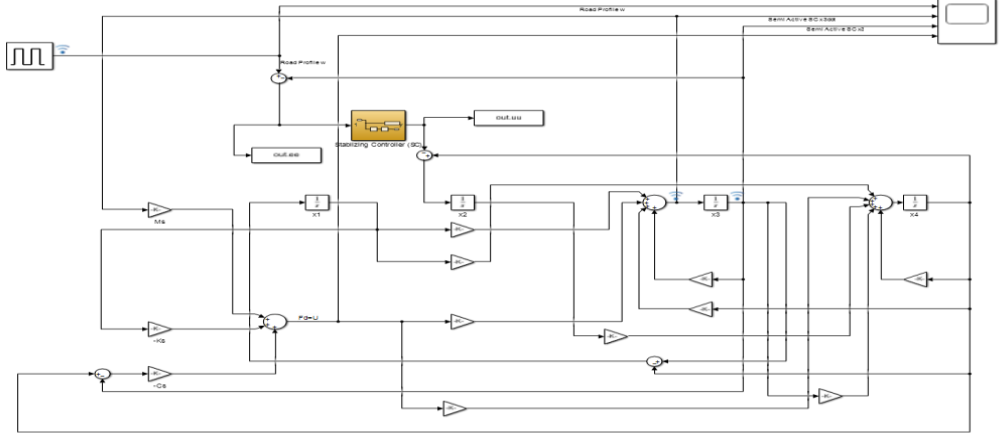 Road Profile w
Semi Active SC x3dd
Semi Active SC x2
Road Profile w
out.uu
Stabilizing Controller (SC)
out.ee
x1
x2
x3
x4
Ms
Fd=U
-Ks
-Cs